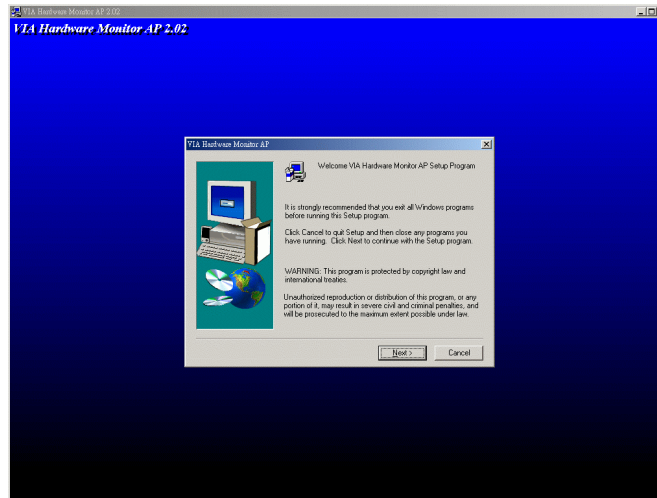 VIA Hardware Monitor AP 2.02
VIA Hardware Monitor AP 2.02
VIA Hardware Monitor AP
Welcome VIA Hardware Monitor AP Setup Program
It is strongly recommended that you exit all Windows programs
before running this Setup program.
Click Cancel to quit Setup and then close any programs you
have running. Click Next to continue with the Setup program.
WARNING: This program is protected by copyright law and
international treaties.
Unauthorized reproduction or distribution of this program, or any
portion of it, may result in severe civil and criminal penalties, and
will be prosecuted to the maximum extent possible under law.
Next >
Cancel